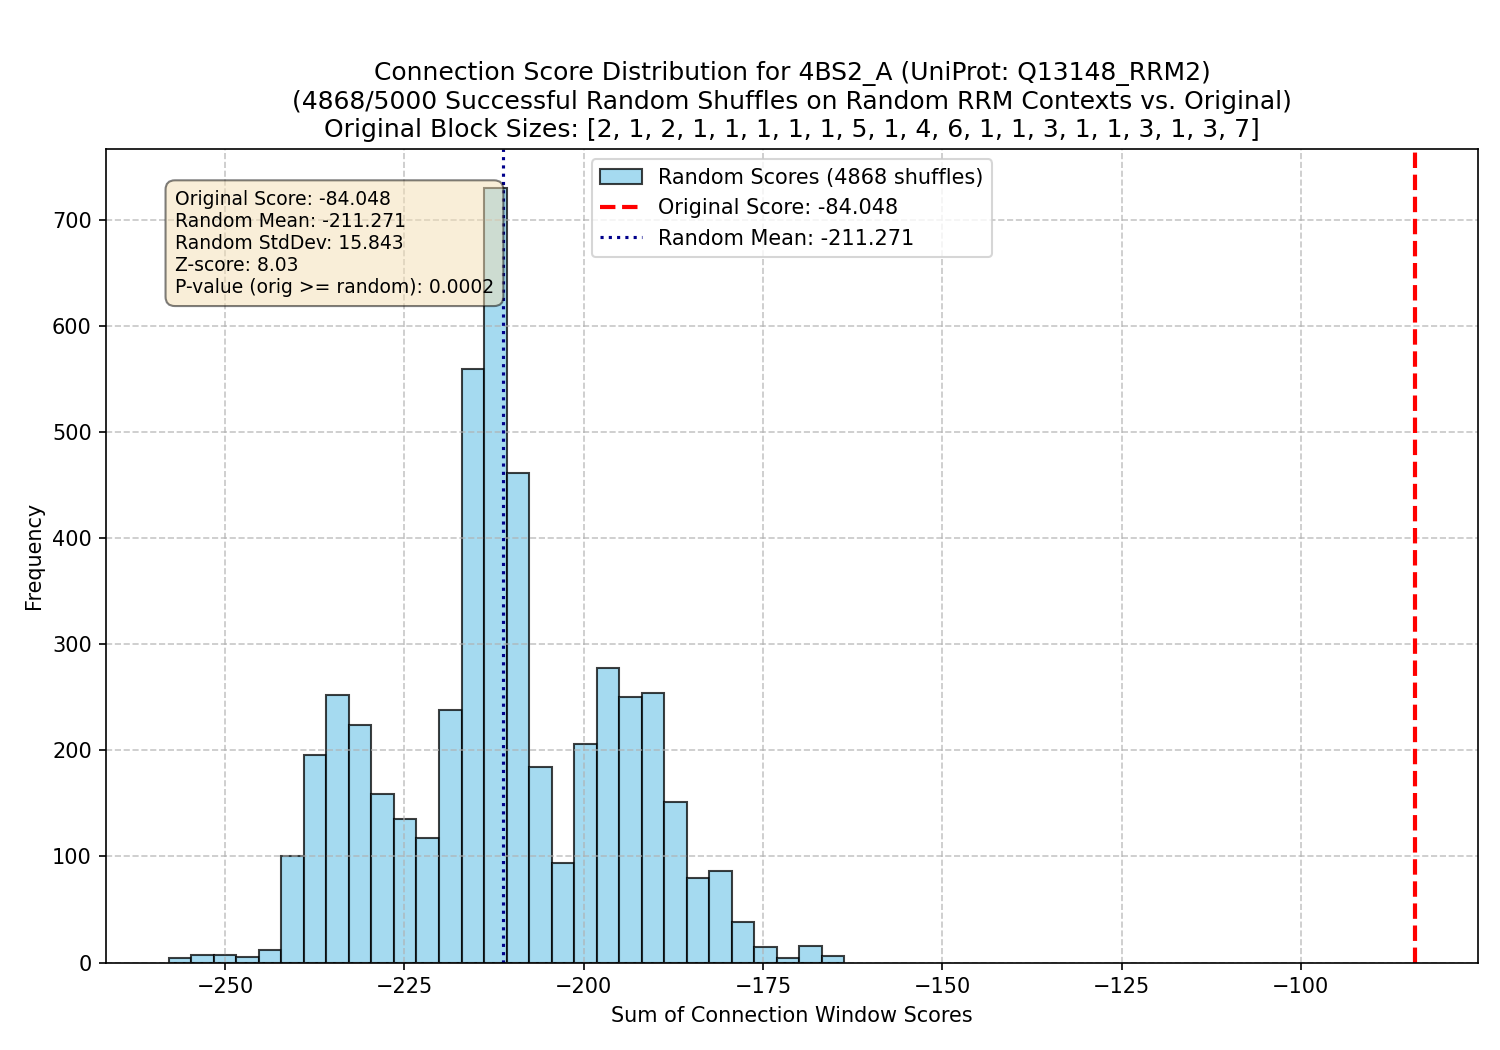 Connection Score Distribution for 4BS2_A (UniProt: Q13148_RRM2)
(4868/5000 Successful Random Shuffles on Random RRM Contexts vs. Original)
Original Block Sizes: [2, 1, 2, 1, 1, 1, 1, 1, 5, 1, 4, 6, 1, 1, 3, 1, 1, 3, 1, 3, 7]
Original Score: -84.048
Random Mean: -211.271
Random StdDev: 15.843
Z-score: 8.03
P-value (orig >= random): 0.0002
Random Scores (4868 shuffles)
Original Score: -84.048
Random Mean: -211.271
Frequency
700
600
500
400
300
200
100
0
−250
−225
−200
−175
−150
−125
−100
Sum of Connection Window Scores